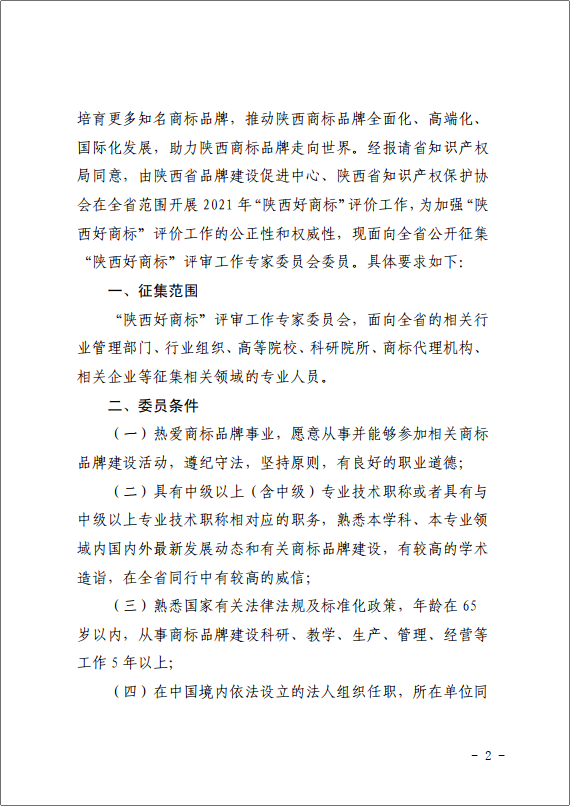 培育更多知名商标品牌，推动陕西商标品牌全面化、高端化、
国际化发展，助力陕西商标品牌走向世界。经报请省知识产权
局同意，由陕西省品牌建设促进中心、陕西省知识产权保护协
会在全省范围开展 2021 年“陕西好商标”评价工作，为加强“陕
西好商标”评价工作的公正性和权威性，现面向全省公开征集
“陕西好商标”评审工作专家委员会委员。具体要求如下：
一、征集范围
“陕西好商标”评审工作专家委员会，面向全省的相关行
业管理部门、行业组织、高等院校、科研院所、商标代理机构、
相关企业等征集相关领域的专业人员。
二、委员条件
（一）热爱商标品牌事业，愿意从事并能够参加相关商标
品牌建设活动，遵纪守法，坚持原则，有良好的职业道德；
（二）具有中级以上（含中级）专业技术职称或者具有与
中级以上专业技术职称相对应的职务，熟悉本学科、本专业领
域内国内外最新发展动态和有关商标品牌建设，有较高的学术
造诣，在全省同行中有较高的威信；
（三）熟悉国家有关法律法规及标准化政策，年龄在 65
岁以内，从事商标品牌建设科研、教学、生产、管理、经营等
工作 5 年以上；
（四）在中国境内依法设立的法人组织任职，所在单位同
- 2 -